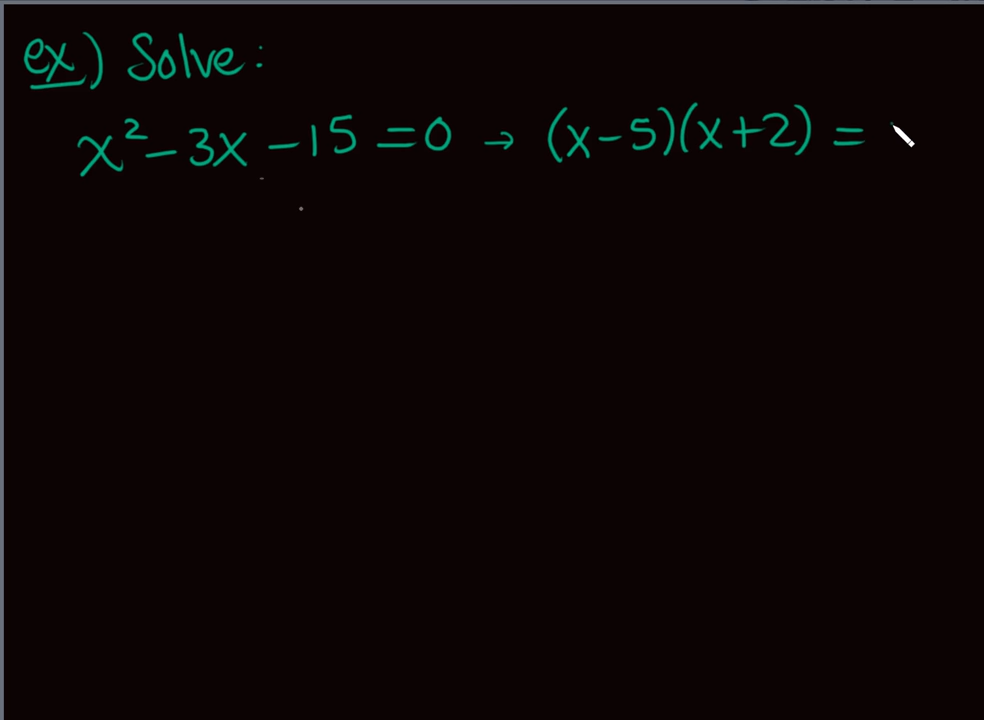 ex) Solve:
x² - 3x - 15 = 0 → (x - 5)(x + 2) =